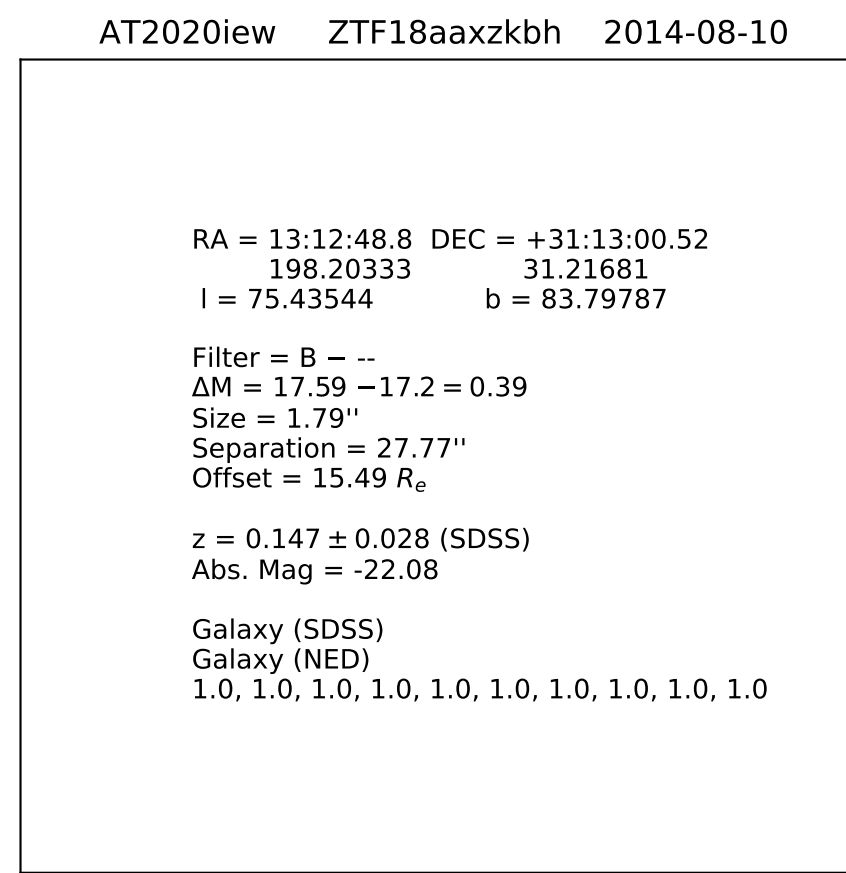 AT2020iew ZTF18aaxzkbh 2014-08-10
RA = 13:12:48.8 DEC = +31:13:00.52
198.20333 31.21681
l = 75.43544 b = 83.79787
Filter = B − --
ΔM = 17.59 −17.2 = 0.39
Size = 1.79''
Separation = 27.77''
Offset = 15.49 Rₑ
z = 0.147 ± 0.028 (SDSS)
Abs. Mag = -22.08
Galaxy (SDSS)
Galaxy (NED)
1.0, 1.0, 1.0, 1.0, 1.0, 1.0, 1.0, 1.0, 1.0, 1.0